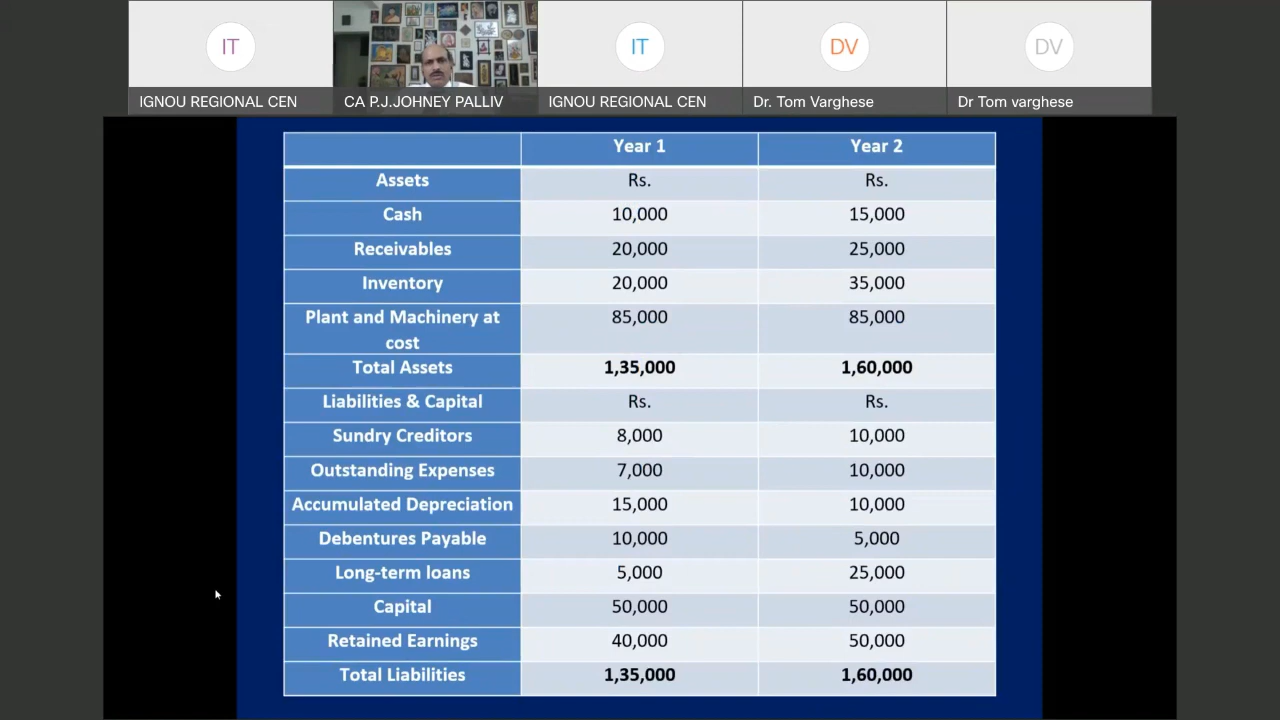 IT
IT
DV
DV
IGNOU REGIONAL CEN
CA P.J.JOHNEY PALLIV
IGNOU REGIONAL CEN
Dr. Tom Varghese
Dr Tom varghese
Year 1 Year 2
Assets Rs. Rs.
Cash 10,000 15,000
Receivables 20,000 25,000
Inventory 20,000 35,000
Plant and Machinery at 85,000 85,000
cost
Total Assets 1,35,000 1,60,000
Liabilities & Capital Rs. Rs.
Sundry Creditors 8,000 10,000
Outstanding Expenses 7,000 10,000
Accumulated Depreciation 15,000 10,000
Debentures Payable 10,000 5,000
Long-term loans 5,000 25,000
Capital 50,000 50,000
Retained Earnings 40,000 50,000
Total Liabilities 1,35,000 1,60,000